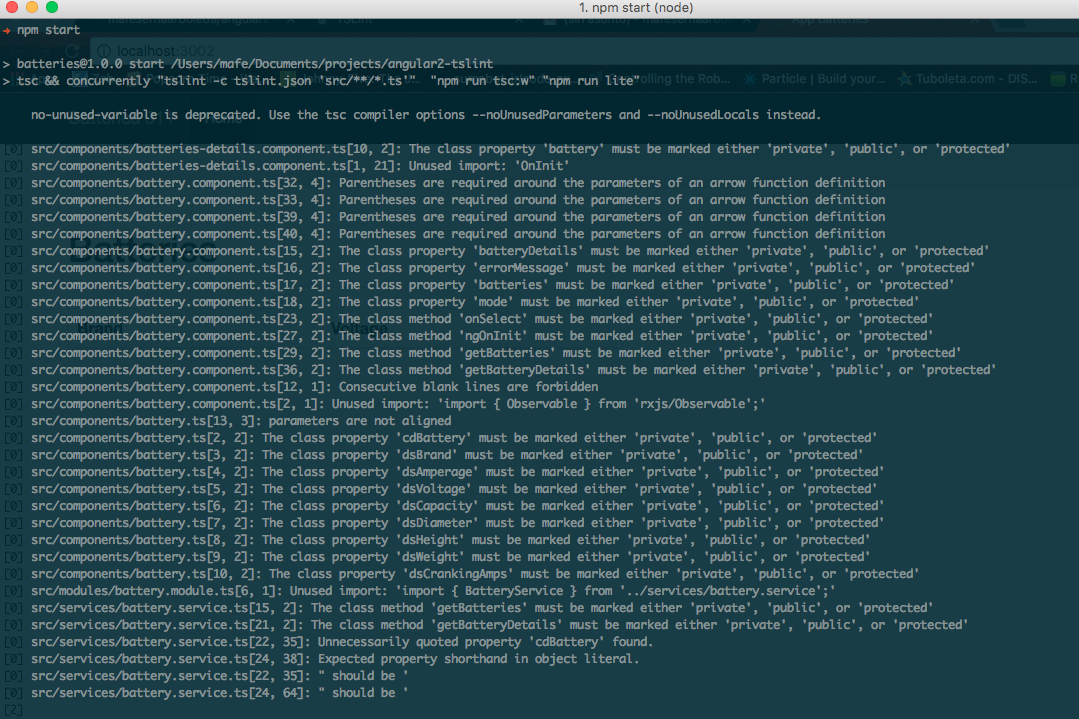 1. npm start (node)
→ npm start
localhost:3002
> batteries@1.0.0 start /Users/mafe/Documents/projects/angular2-tslint
> tsc && concurrently "tslint -c tslint.json 'src/**/*.ts'"  "npm run tsc:w" "npm run lite"
Particle | Build your... Tuboleta.com - DIS...
no-unused-variable is deprecated. Use the tsc compiler options --noUnusedParameters and --noUnusedLocals instead.
[0] src/components/batteries-details.component.ts[10, 2]: The class property 'battery' must be marked either 'private', 'public', or 'protected'
[0] src/components/batteries-details.component.ts[1, 21]: Unused import: 'OnInit'
[0] src/components/battery.component.ts[32, 4]: Parentheses are required around the parameters of an arrow function definition
[0] src/components/battery.component.ts[33, 4]: Parentheses are required around the parameters of an arrow function definition
[0] src/components/battery.component.ts[39, 4]: Parentheses are required around the parameters of an arrow function definition
[0] src/components/battery.component.ts[40, 4]: Parentheses are required around the parameters of an arrow function definition
Batteries
[0] src/components/battery.component.ts[15, 2]: The class property 'batteryDetails' must be marked either 'private', 'public', or 'protected'
[0] src/components/battery.component.ts[16, 2]: The class property 'errorMessage' must be marked either 'private', 'public', or 'protected'
[0] src/components/battery.component.ts[17, 2]: The class property 'batteries' must be marked either 'private', 'public', or 'protected'
[0] src/components/battery.component.ts[18, 2]: The class property 'mode' must be marked either 'private', 'public', or 'protected'
[0] src/components/battery.component.ts[23, 2]: The class method 'onSelect' must be marked either 'private', 'public', or 'protected'
Brand Voltage
[0] src/components/battery.component.ts[27, 2]: The class method 'ngOnInit' must be marked either 'private', 'public', or 'protected'
[0] src/components/battery.component.ts[29, 2]: The class method 'getBatteries' must be marked either 'private', 'public', or 'protected'
[0] src/components/battery.component.ts[36, 2]: The class method 'getBatteryDetails' must be marked either 'private', 'public', or 'protected'
[0] src/components/battery.component.ts[12, 1]: Consecutive blank lines are forbidden
[0] src/components/battery.component.ts[2, 1]: Unused import: 'import { Observable } from 'rxjs/Observable';'
[0] src/components/battery.ts[13, 3]: parameters are not aligned
[0] src/components/battery.ts[2, 2]: The class property 'cdBattery' must be marked either 'private', 'public', or 'protected'
[0] src/components/battery.ts[3, 2]: The class property 'dsBrand' must be marked either 'private', 'public', or 'protected'
[0] src/components/battery.ts[4, 2]: The class property 'dsAmperage' must be marked either 'private', 'public', or 'protected'
[0] src/components/battery.ts[5, 2]: The class property 'dsVoltage' must be marked either 'private', 'public', or 'protected'
[0] src/components/battery.ts[6, 2]: The class property 'dsCapacity' must be marked either 'private', 'public', or 'protected'
[0] src/components/battery.ts[7, 2]: The class property 'dsDiameter' must be marked either 'private', 'public', or 'protected'
[0] src/components/battery.ts[8, 2]: The class property 'dsHeight' must be marked either 'private', 'public', or 'protected'
[0] src/components/battery.ts[9, 2]: The class property 'dsWeight' must be marked either 'private', 'public', or 'protected'
[0] src/components/battery.ts[10, 2]: The class property 'dsCrankingAmps' must be marked either 'private', 'public', or 'protected'
[0] src/modules/battery.module.ts[6, 1]: Unused import: 'import { BatteryService } from '../services/battery.service';'
[0] src/services/battery.service.ts[15, 2]: The class method 'getBatteries' must be marked either 'private', 'public', or 'protected'
[0] src/services/battery.service.ts[21, 2]: The class method 'getBatteryDetails' must be marked either 'private', 'public', or 'protected'
[0] src/services/battery.service.ts[22, 35]: Unnecessarily quoted property 'cdBattery' found.
[0] src/services/battery.service.ts[24, 38]: Expected property shorthand in object literal.
[0] src/services/battery.service.ts[22, 35]: " should be '
[0] src/services/battery.service.ts[24, 64]: " should be '
[2]